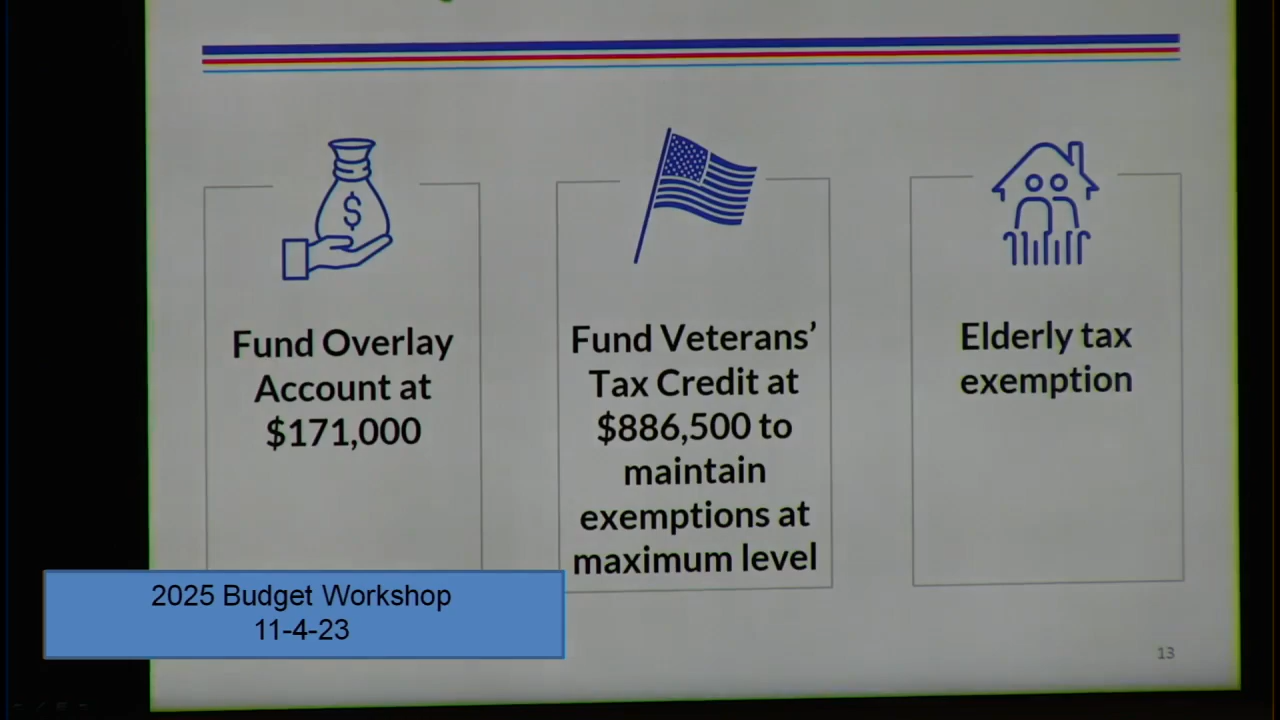 $
Fund Overlay
Account at
$171,000
Fund Veterans’
Tax Credit at
$886,500 to
maintain
exemptions at
maximum level
Elderly tax
exemption
2025 Budget Workshop
11-4-23
13